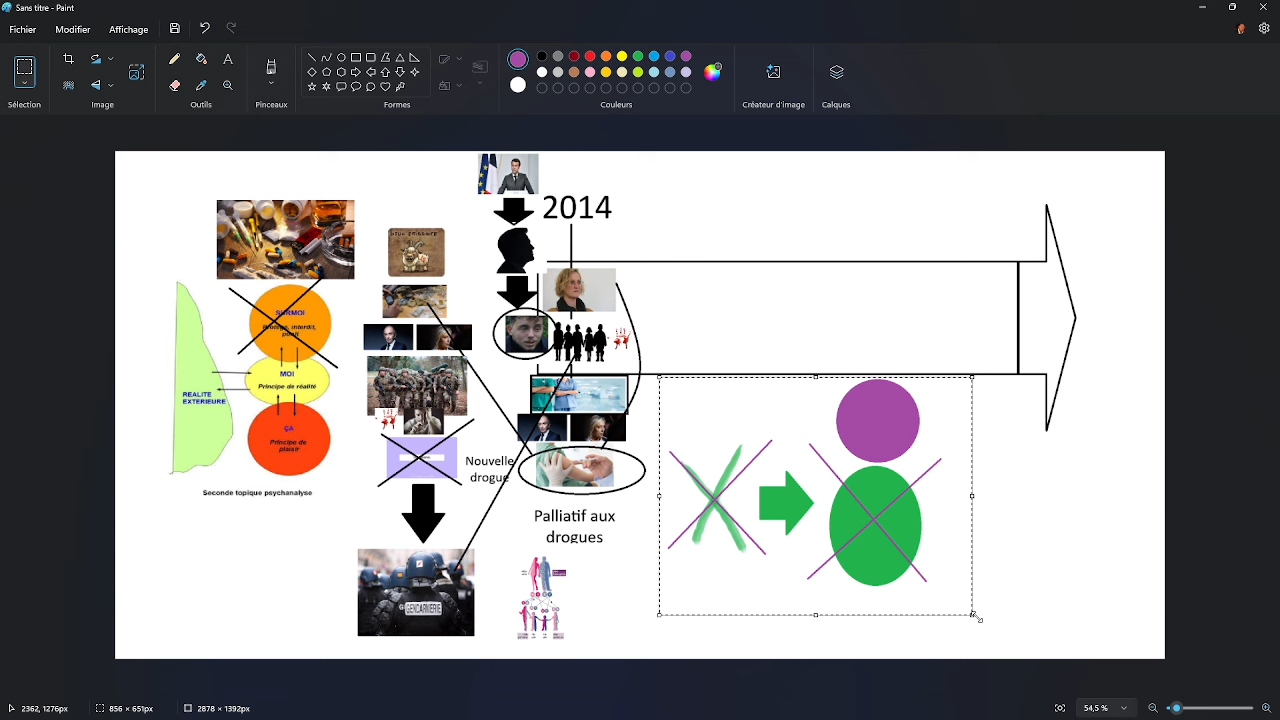 Sans titre - Paint
Fichier
Modifier
Affichage
Sélection
Image
Outils
Pinceaux
Formes
Couleurs
Créateur d'image
Calques
2014
SURMOI
MOI
Principe de réalité
REALITE
EXTERIEURE
ÇA
Principe de
plaisir
Seconde topique psychanalyse
Nouvelle
drogue
Palliatif aux
drogues
GENDARMERIE
2362, 1276px
856 × 651px
2878 × 1392px
54,5 %